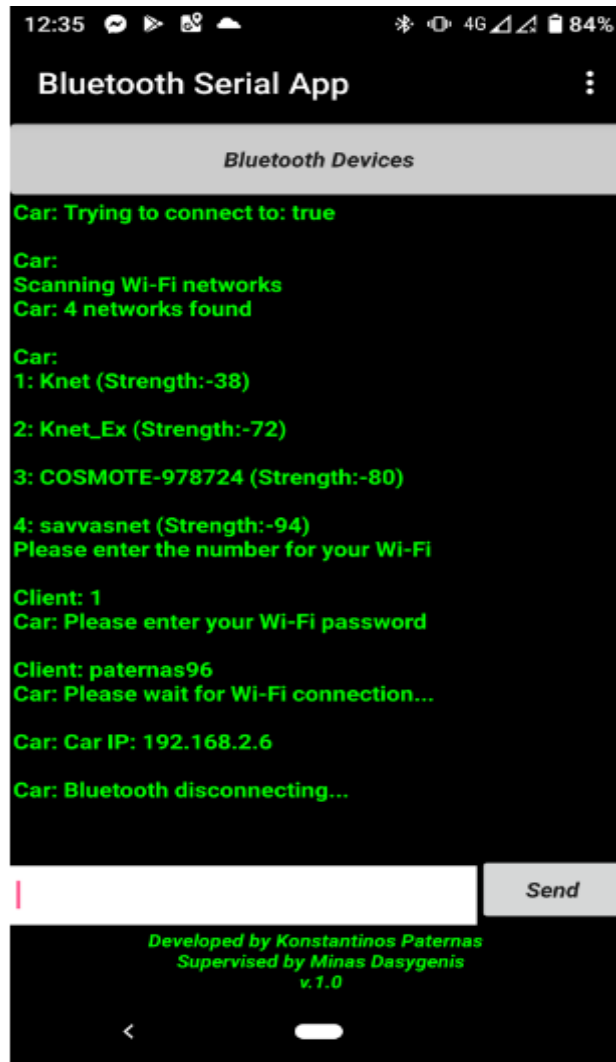 12:35
4G
84%
Bluetooth Serial App
Bluetooth Devices
Car: Trying to connect to: true
Car:
Scanning Wi-Fi networks
Car: 4 networks found
Car:
1: Knet (Strength:-38)
2: Knet_Ex (Strength:-72)
3: COSMOTE-978724 (Strength:-80)
4: savvasnet (Strength:-94)
Please enter the number for your Wi-Fi
Client: 1
Car: Please enter your Wi-Fi password
Client: paternas96
Car: Please wait for Wi-Fi connection...
Car: Car IP: 192.168.2.6
Car: Bluetooth disconnecting...
Send
Developed by Konstantinos Paternas
Supervised by Minas Dasygenis
v.1.0